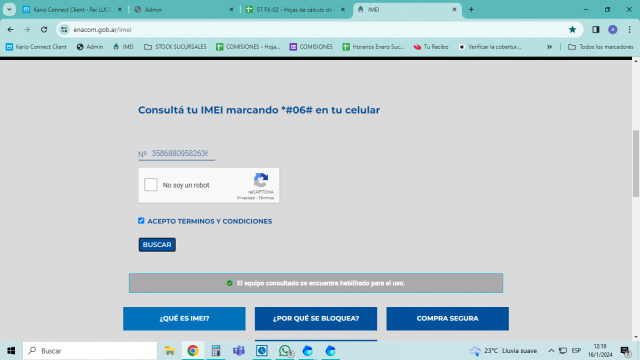 Kerio Connect Client - Re: LUCI
Admin
ST FX-02 - Hojas de cálculo de
IMEI
enacom.gob.ar/imei
Kerio Connect Client
Admin
IMEI
STOCK SUCURSALES
COMISIONES - Hoja...
COMISIONES
Horarios Enero Suc...
Tu Recibo
Verificar la cobertur...
Todos los marcadores
Consultá tu IMEI marcando *#06# en tu celular
Nº 3586880958263
No soy un robot
reCAPTCHA
Privacidad - Términos
ACEPTO TERMINOS Y CONDICIONES
BUSCAR
El equipo consultado se encuentra habilitado para el uso.
¿QUÉ ES IMEI?
¿POR QUÉ SE BLOQUEA?
COMPRA SEGURA
Buscar
23°C Lluvia suave
ESP
12:19
16/1/2024